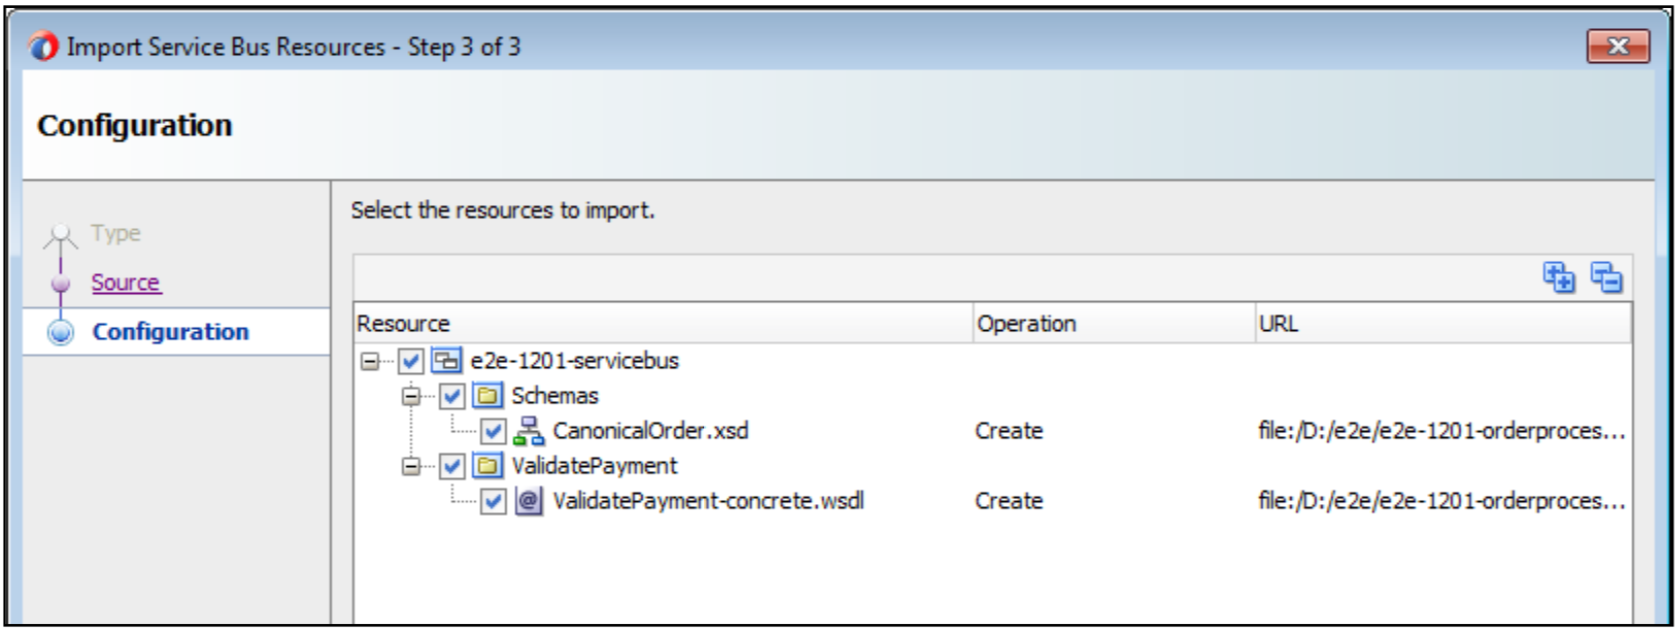 Import Service Bus Resources - Step 3 of 3
Configuration
Type
Source
Configuration
Select the resources to import.
Resource Operation URL
e2e-1201-servicebus
Schemas
CanonicalOrder.xsd Create file:/D:/e2e/e2e-1201-orderproces...
ValidatePayment
ValidatePayment-concrete.wsdl Create file:/D:/e2e/e2e-1201-orderproces...